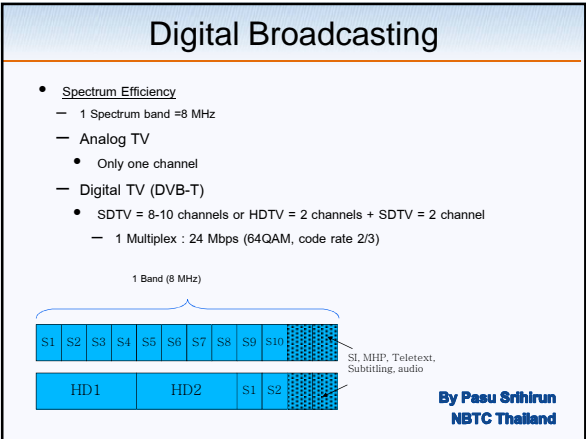 Digital Broadcasting
• Spectrum Efficiency
– 1 Spectrum band =8 MHz
– Analog TV
• Only one channel
– Digital TV (DVB-T)
• SDTV = 8-10 channels or HDTV = 2 channels + SDTV = 2 channel
– 1 Multiplex : 24 Mbps (64QAM, code rate 2/3)
1 Band (8 MHz)
S1 S2 S3 S4 S5 S6 S7 S8 S9 S10
SI, MHP, Teletext,
Subtitling, audio
HD1 HD2 S1 S2
By Pasu Srihirun
NBTC Thailand